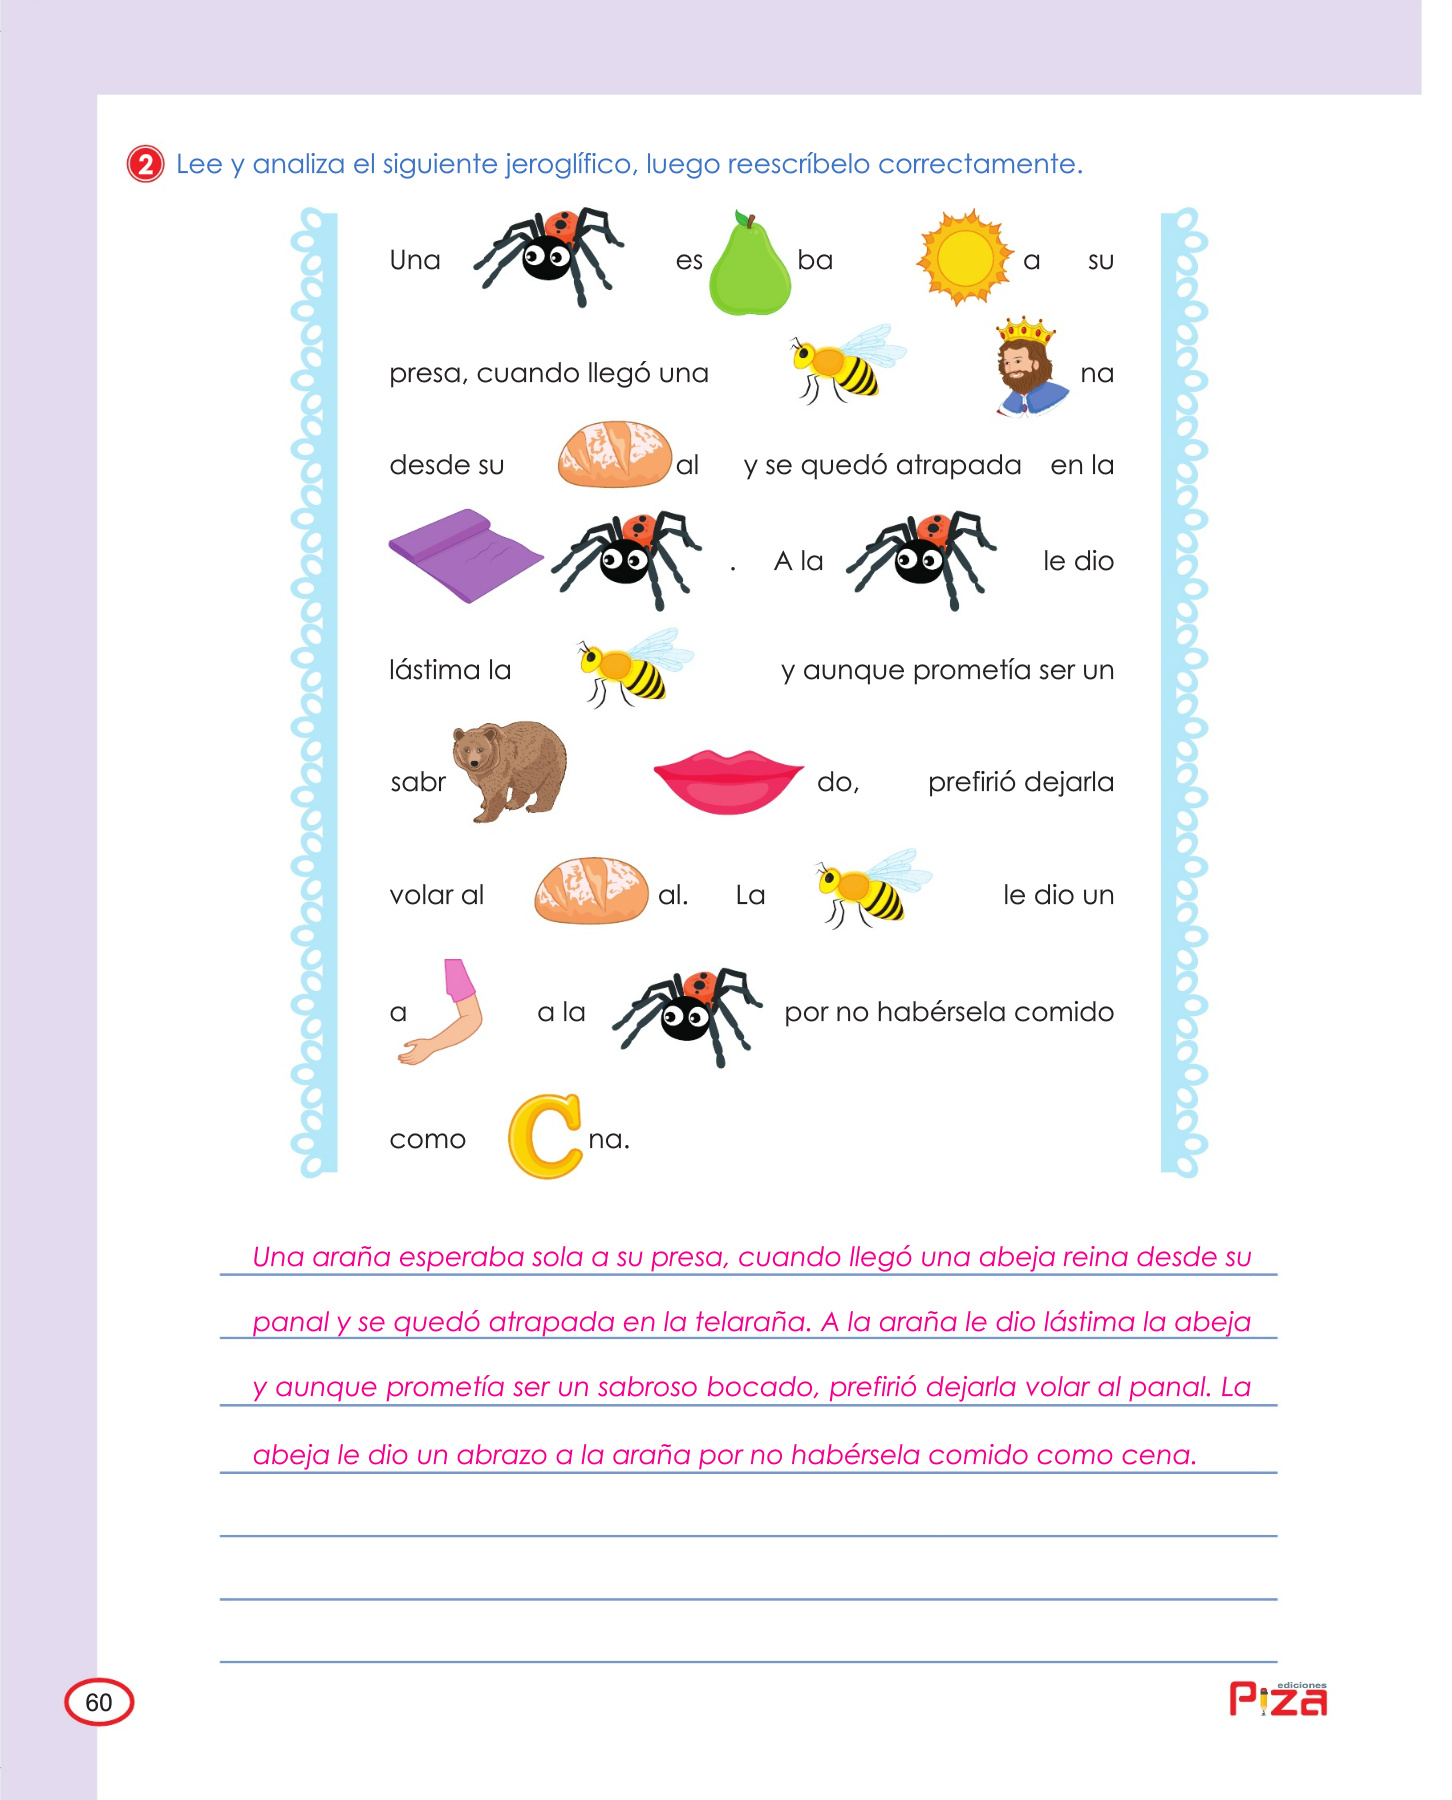 2 Lee y analiza el siguiente jeroglífico, luego reescríbelo correctamente.
Una es ba a su
presa, cuando llegó una na
desde su al y se quedó atrapada en la
. A la le dio
lástima la y aunque prometía ser un
sabr do, prefirió dejarla
volar al al. La le dio un
a a la por no habérsela comido
como C na.
Una araña esperaba sola a su presa, cuando llegó una abeja reina desde su
panal y se quedó atrapada en la telaraña. A la araña le dio lástima la abeja
y aunque prometía ser un sabroso bocado, prefirió dejarla volar al panal. La
abeja le dio un abrazo a la araña por no habérsela comido como cena.
60
ediciones
Piza